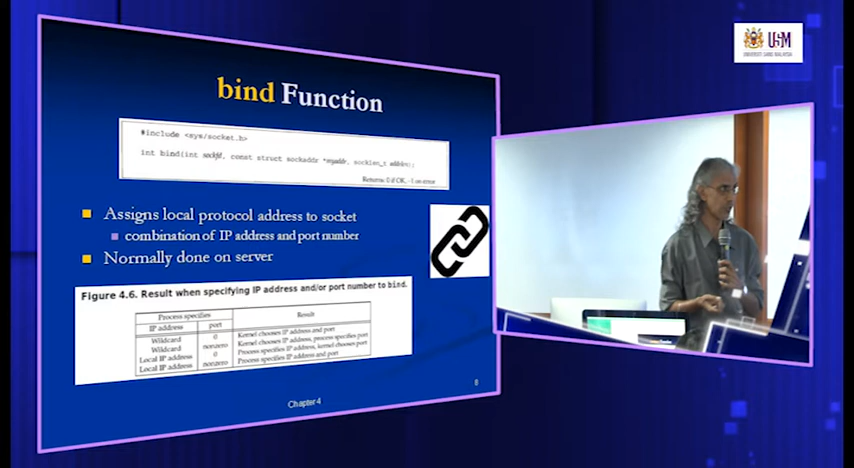 USM
UNIVERSITI SAINS MALAYSIA
bind Function
#include <sys/socket.h>
int bind(int sockfd, const struct sockaddr *myaddr, socklen_t addrlen);
Returns: 0 if OK, -1 on error
Assigns local protocol address to socket
combination of IP address and port number
Normally done on server
Figure 4.6. Result when specifying IP address and/or port number to bind.
Process specifies Result
IP address port
Wildcard 0 Kernel chooses IP address and port
Wildcard nonzero Kernel chooses IP address, process specifies port
Local IP address 0 Process specifies IP address, kernel chooses port
Local IP address nonzero Process specifies IP address and port
8
Chapter 4